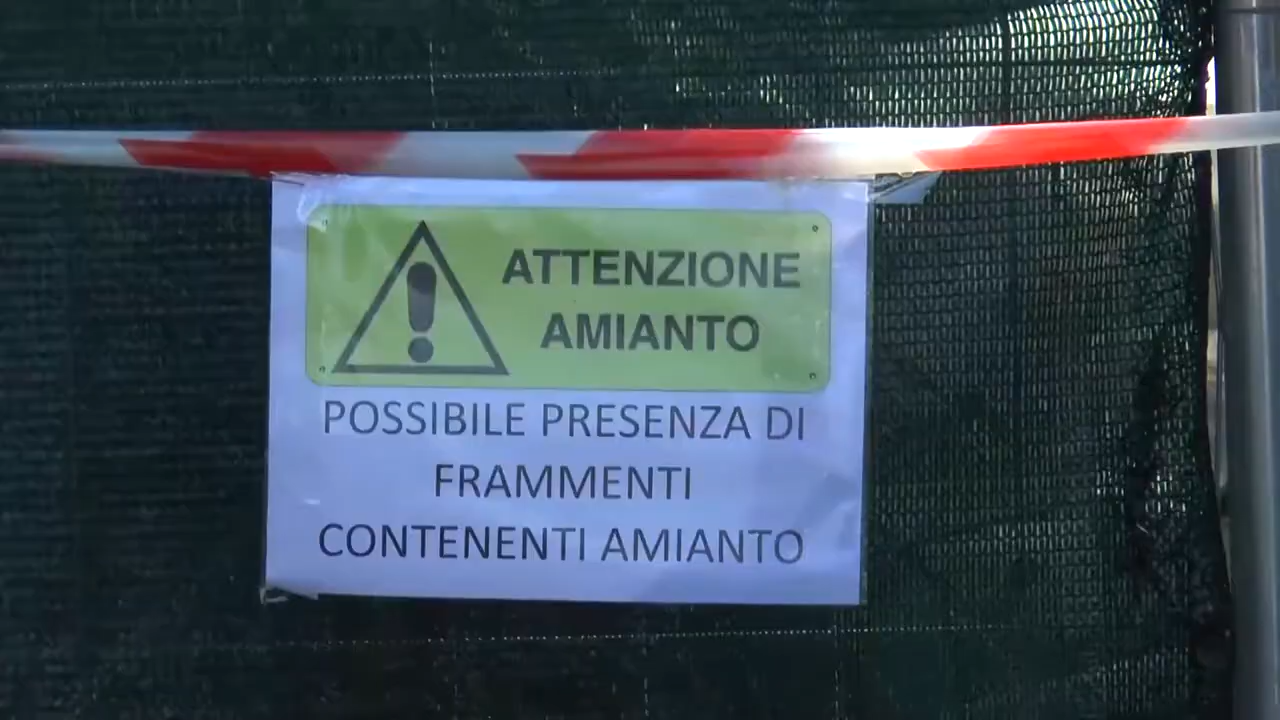 ATTENZIONE
AMIANTO
POSSIBILE PRESENZA DI
FRAMMENTI
CONTENENTI AMIANTO